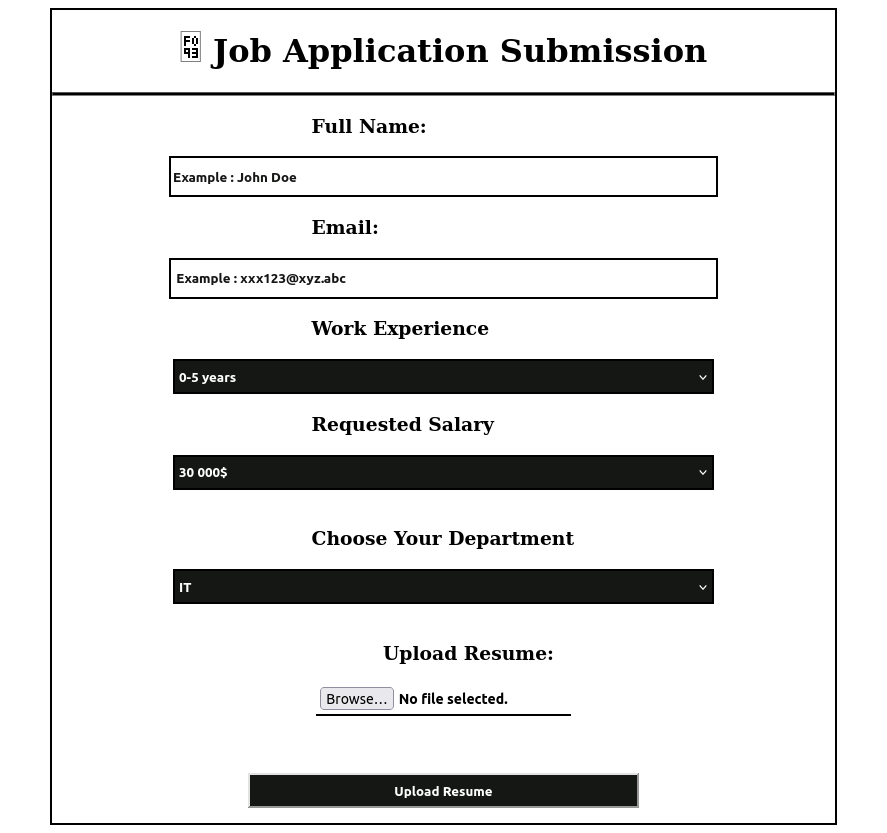 Job Application Submission
Full Name:
Example : John Doe
Email:
Example : xxx123@xyz.abc
Work Experience
0-5 years
Requested Salary
30 000$
Choose Your Department
IT
Upload Resume:
Browse... No file selected.
Upload Resume